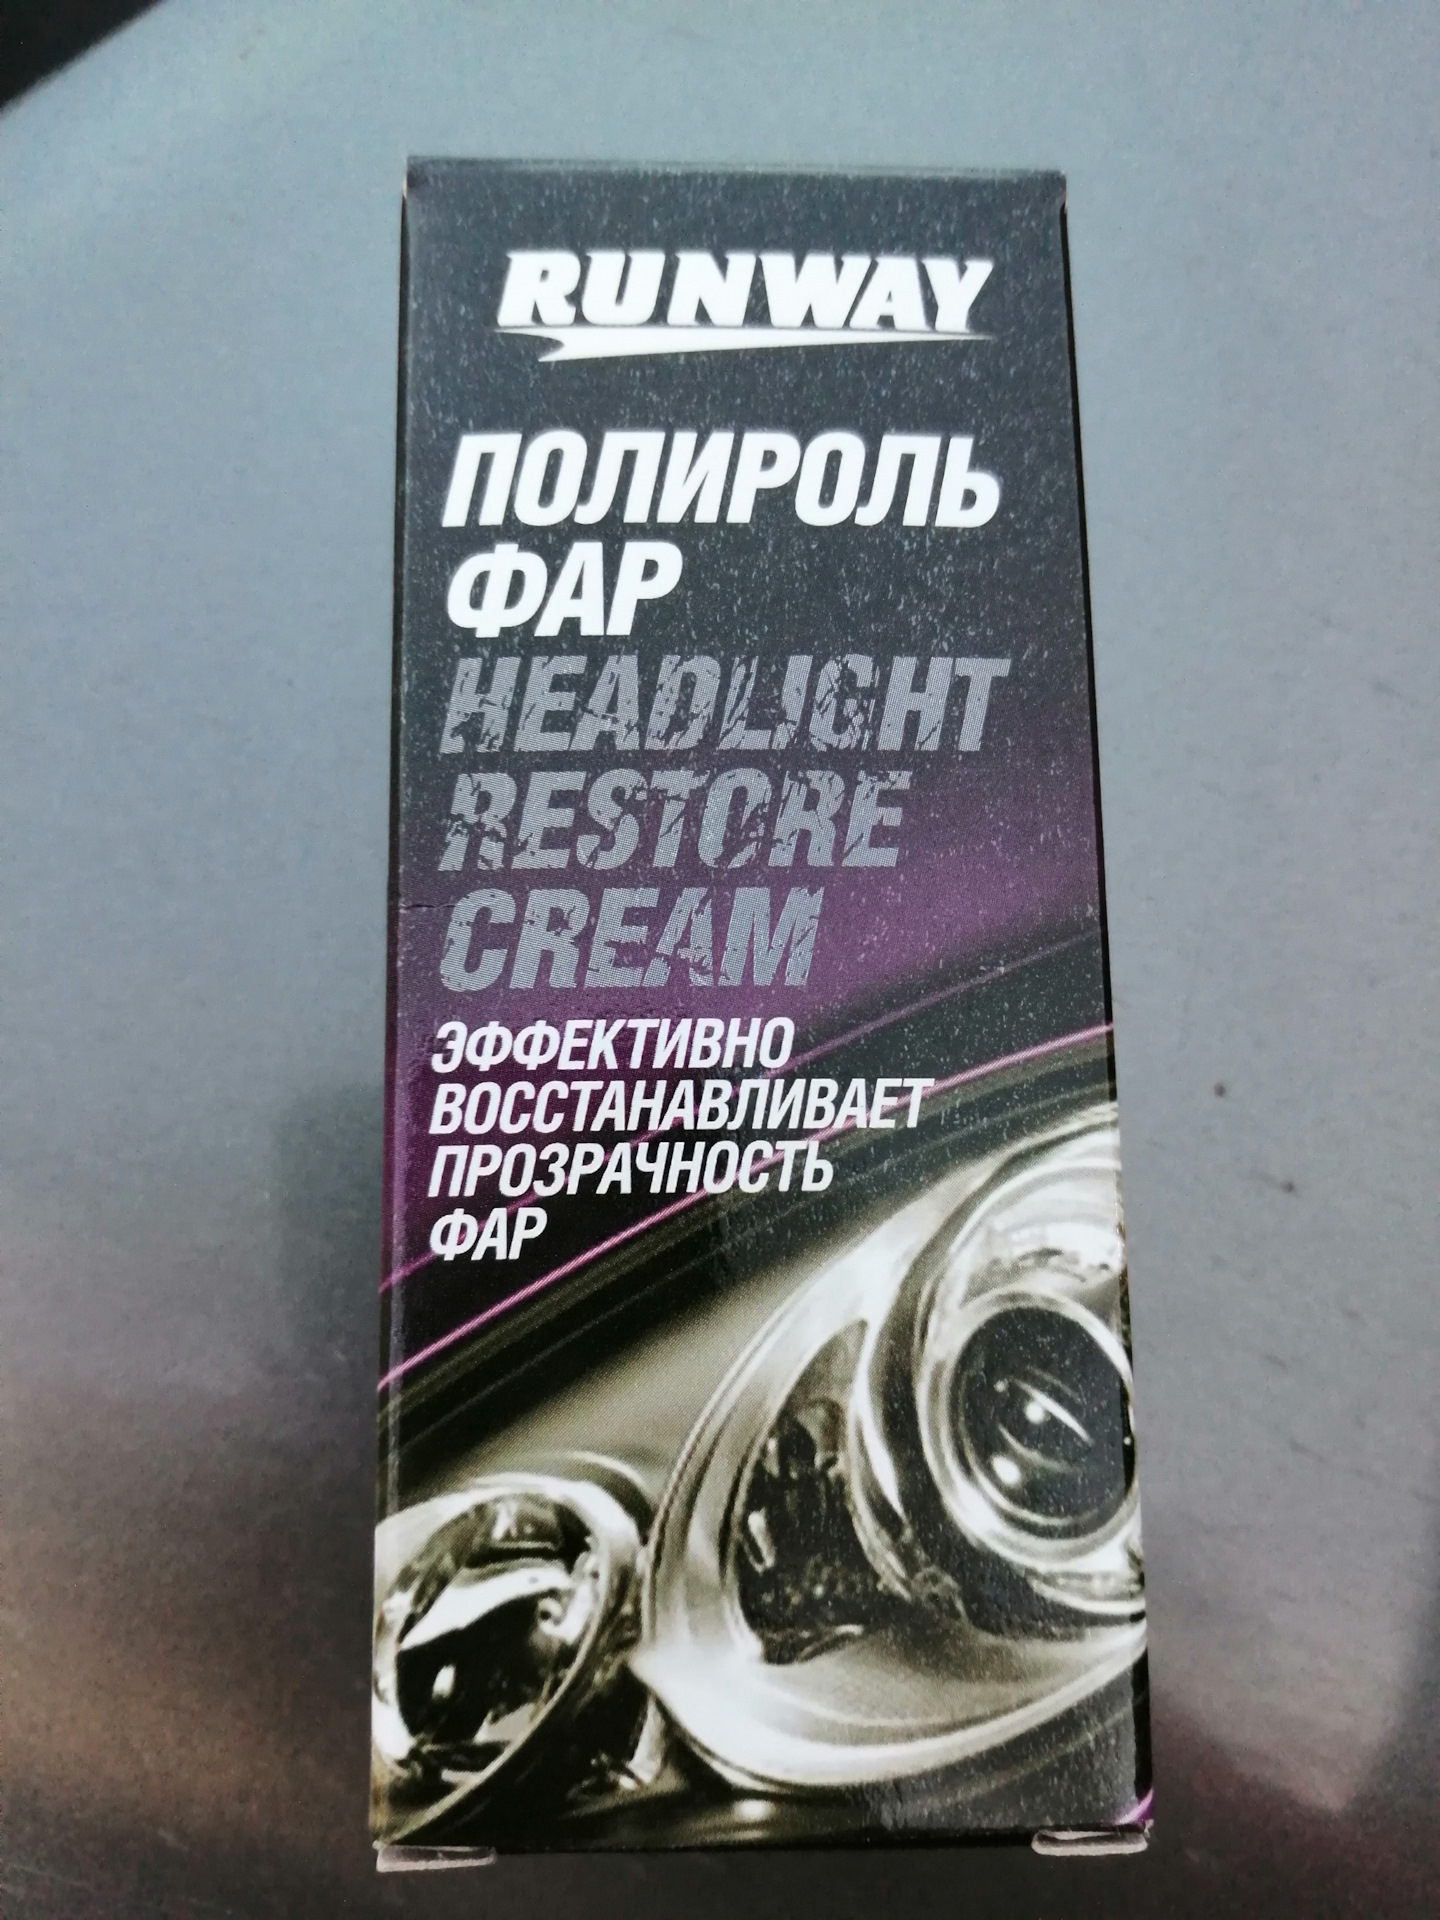 RUNWAY
ПОЛИРОЛЬ
ФАР
HEADLIGHT
RESTORE
CREAM
ЭФФЕКТИВНО
ВОССТАНАВЛИВАЕТ
ПРОЗРАЧНОСТЬ
ФАР